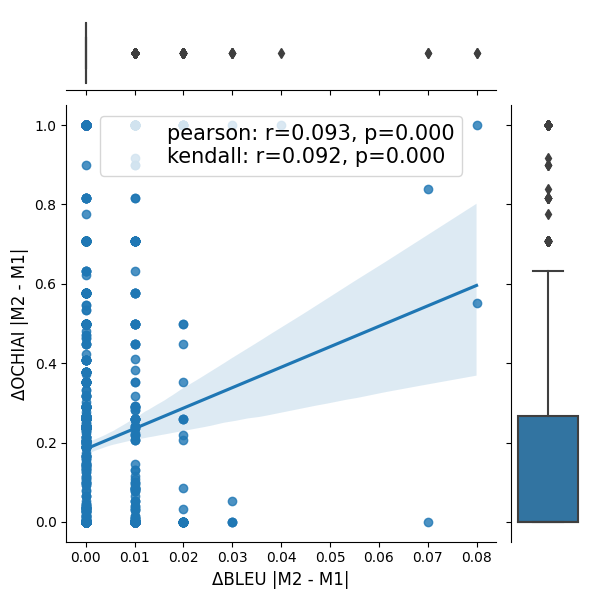 pearson: r=0.093, p=0.000
kendall: r=0.092, p=0.000
1.0
0.8
0.6
0.4
0.2
0.0
ΔOCHIAI |M2 - M1|
0.00 0.01 0.02 0.03 0.04 0.05 0.06 0.07 0.08
ΔBLEU |M2 - M1|